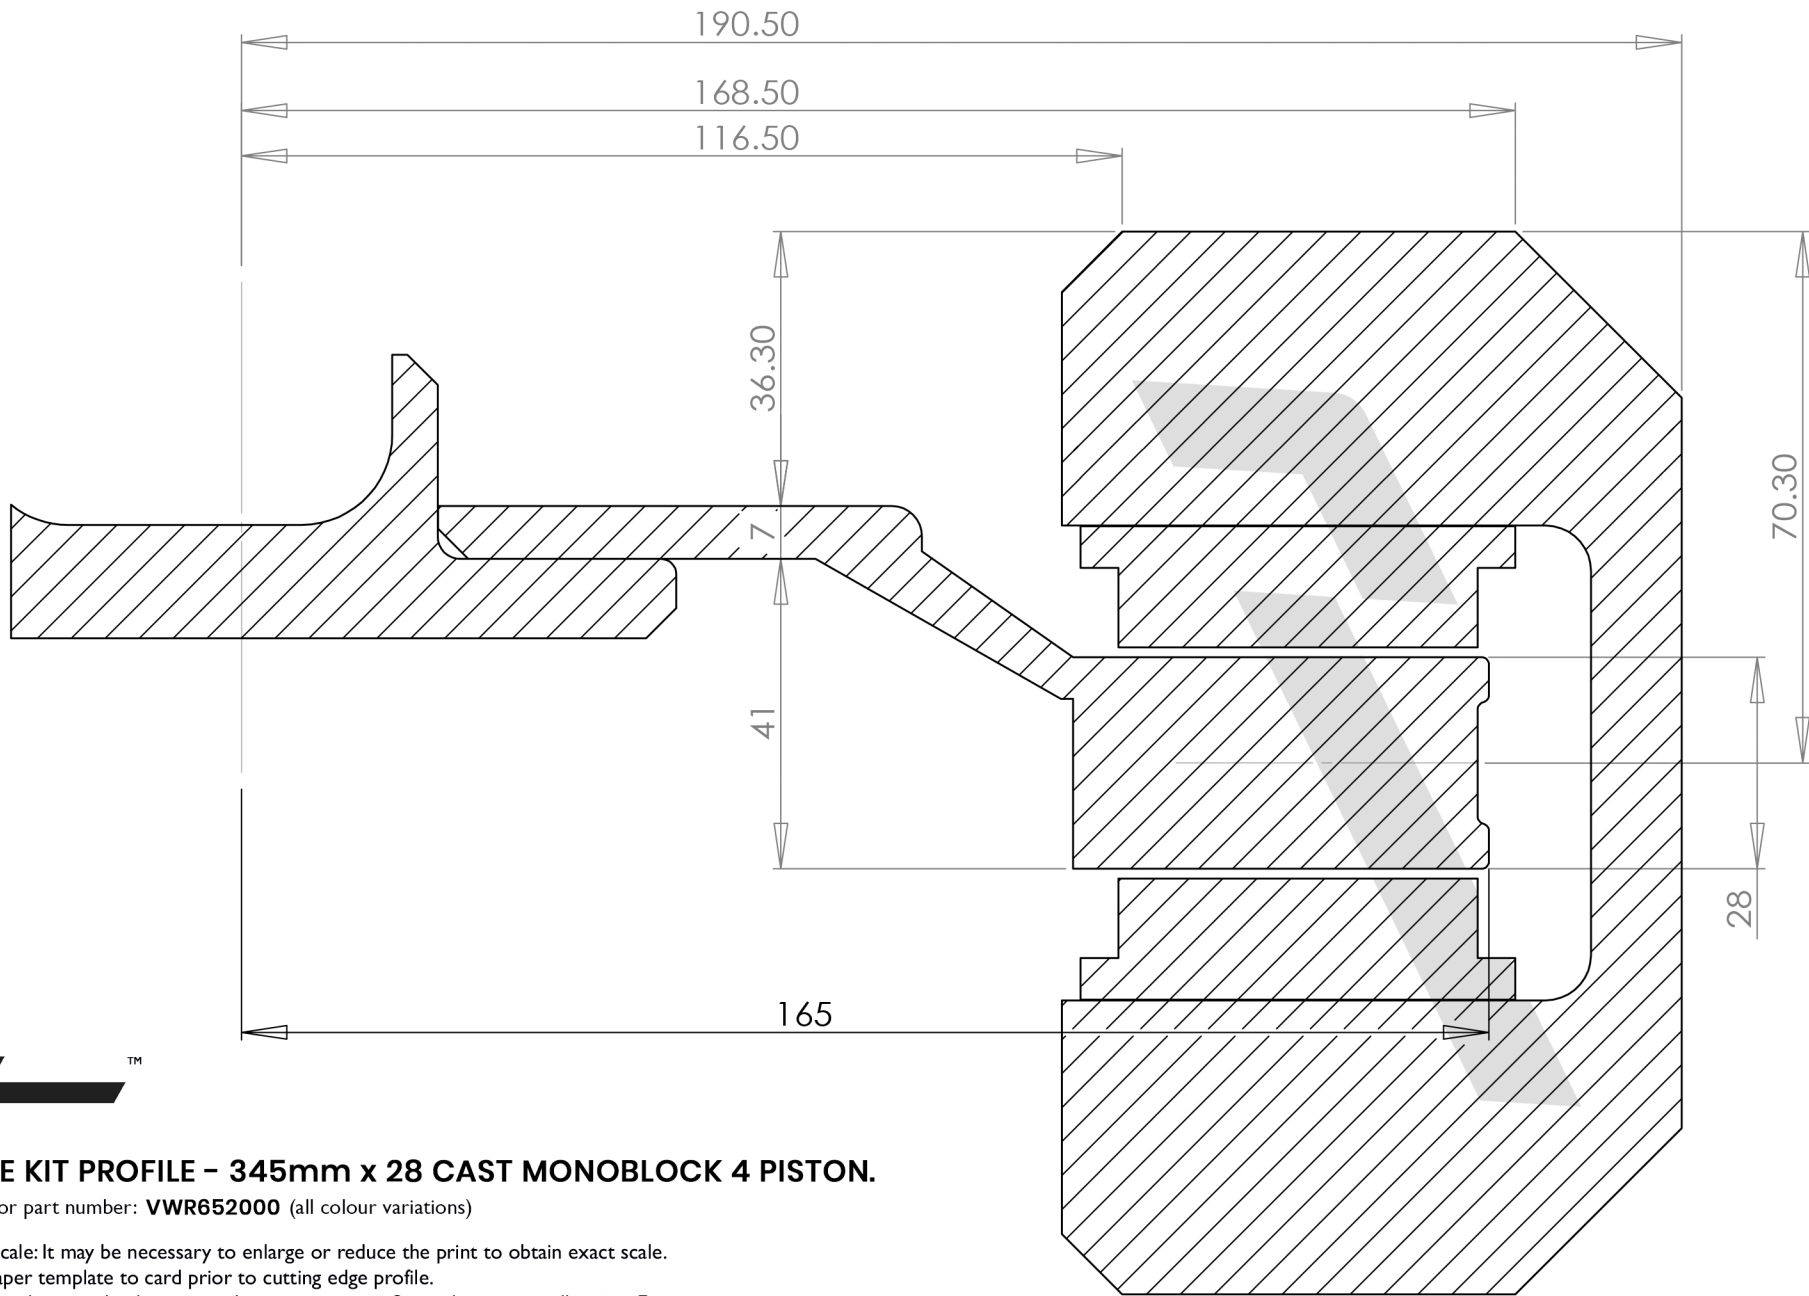 190.50
168.50
116.50
36.30
70.30
7
41
28
165
™
E KIT PROFILE - 345mm x 28 CAST MONOBLOCK 4 PISTON.
or part number: VWR652000 (all colour variations)
cale: It may be necessary to enlarge or reduce the print to obtain exact scale.
aper template to card prior to cutting edge profile.